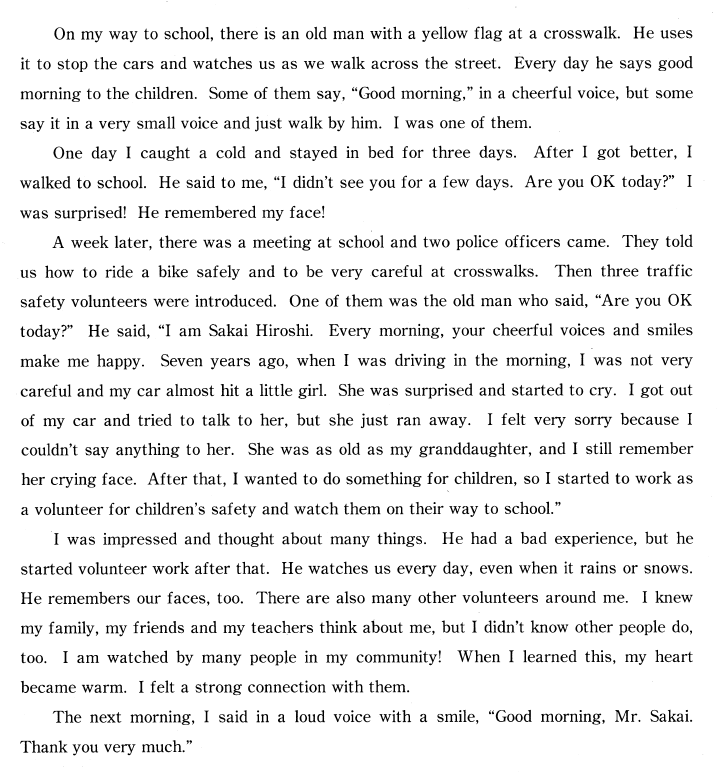 On my way to school, there is an old man with a yellow flag at a crosswalk. He uses
it to stop the cars and watches us as we walk across the street. Every day he says good
morning to the children. Some of them say, “Good morning,” in a cheerful voice, but some
say it in a very small voice and just walk by him. I was one of them.
One day I caught a cold and stayed in bed for three days. After I got better, I
walked to school. He said to me, “I didn’t see you for a few days. Are you OK today?” I
was surprised! He remembered my face!
A week later, there was a meeting at school and two police officers came. They told
us how to ride a bike safely and to be very careful at crosswalks. Then three traffic
safety volunteers were introduced. One of them was the old man who said, “Are you OK
today?” He said, “I am Sakai Hiroshi. Every morning, your cheerful voices and smiles
make me happy. Seven years ago, when I was driving in the morning, I was not very
careful and my car almost hit a little girl. She was surprised and started to cry. I got out
of my car and tried to talk to her, but she just ran away. I felt very sorry because I
couldn’t say anything to her. She was as old as my granddaughter, and I still remember
her crying face. After that, I wanted to do something for children, so I started to work as
a volunteer for children’s safety and watch them on their way to school.”
I was impressed and thought about many things. He had a bad experience, but he
started volunteer work after that. He watches us every day, even when it rains or snows.
He remembers our faces, too. There are also many other volunteers around me. I knew
my family, my friends and my teachers think about me, but I didn’t know other people do,
too. I am watched by many people in my community! When I learned this, my heart
became warm. I felt a strong connection with them.
The next morning, I said in a loud voice with a smile, “Good morning, Mr. Sakai.
Thank you very much.”